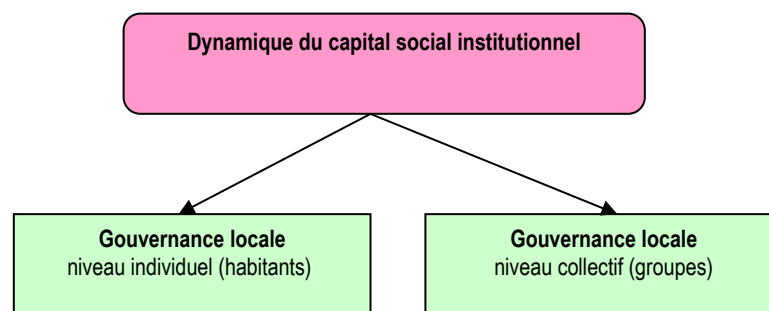 Dynamique du capital social institutionnel
Gouvernance locale
niveau individuel (habitants)
Gouvernance locale
niveau collectif (groupes)